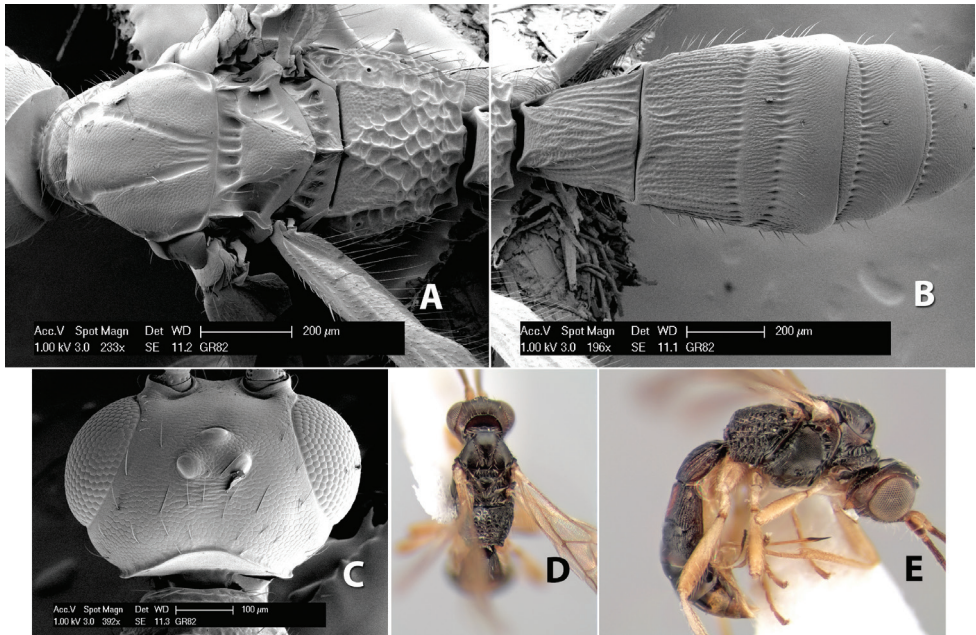 A
Acc.V Spot Magn Det WD 200 µm
1.00 kV 3.0 233x SE 11.2 GR82
B
Acc.V Spot Magn Det WD 200 µm
1.00 kV 3.0 196x SE 11.1 GR82
C
Acc.V Spot Magn Det WD 100 µm
1.00 kV 3.0 392x SE 11.3 GR82
D
E